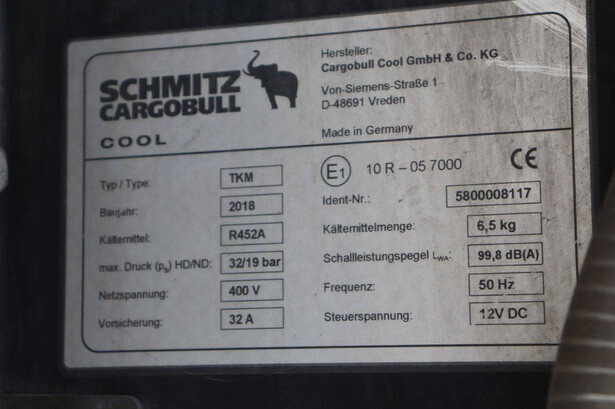 SCHMITZ
CARGOBULL
COOL
Hersteller:
Cargobull Cool GmbH & Co. KG
Von-Siemens-Straße 1
D-48691 Vreden
Made in Germany
Typ / Type: TKM
Baujahr: 2018
Kältemittel: R452A
max. Druck (ps) HD/ND: 32/19 bar
Netzspannung: 400 V
Vorsicherung: 32 A
E1 10 R – 05 7000 CE
Ident-Nr.: 5800008117
Kältemittelmenge: 6,5 kg
Schallleistungspegel LWA: 99,8 dB(A)
Frequenz: 50 Hz
Steuerspannung: 12V DC